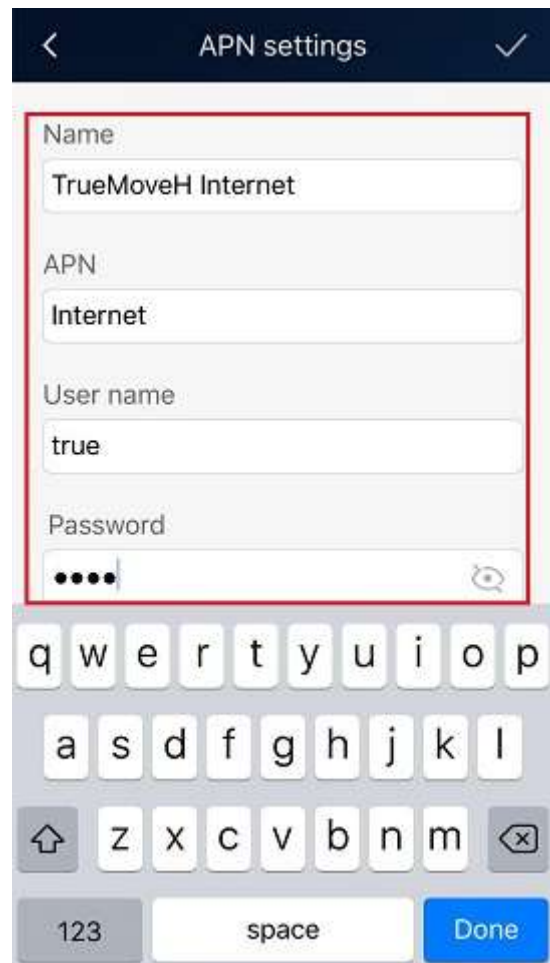 APN settings
Name
TrueMoveH Internet
APN
Internet
User name
true
Password
••••
q w e r t y u i o p
a s d f g h j k l
z x c v b n m
123 space Done